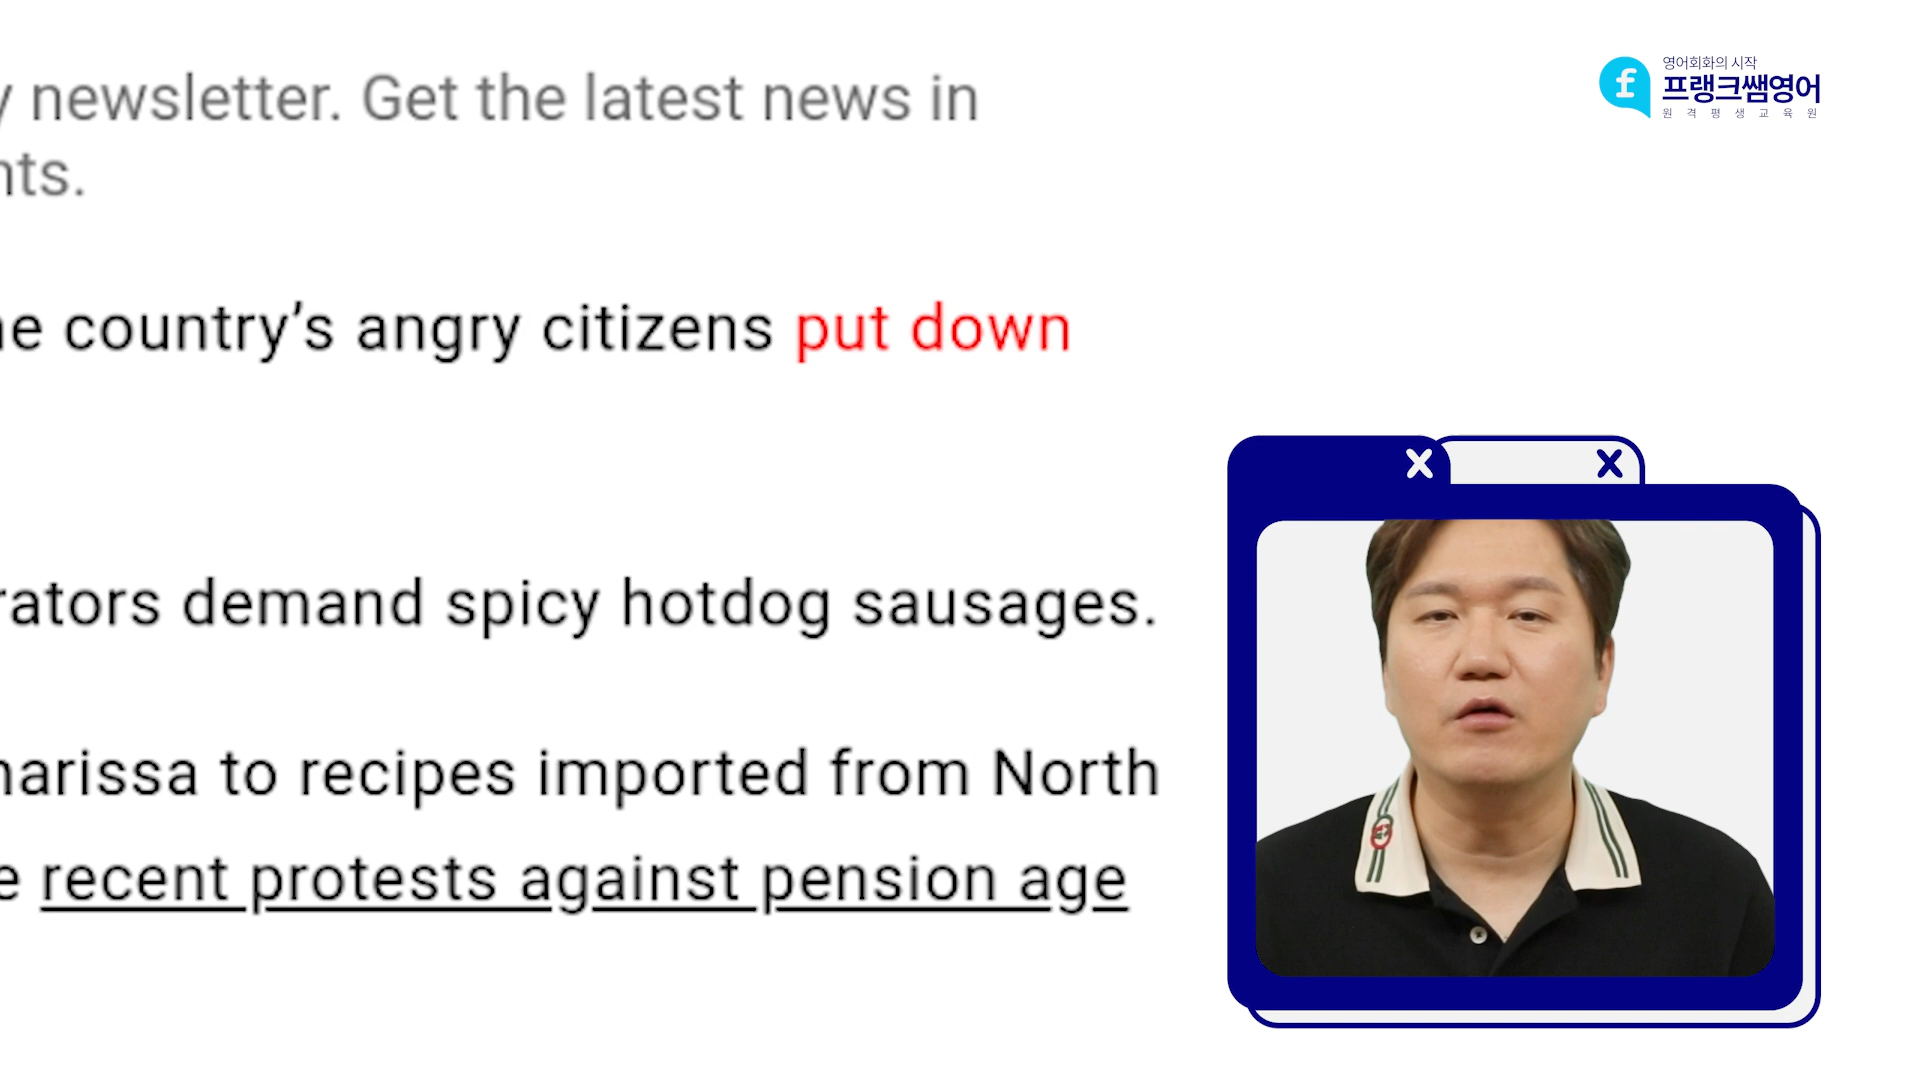 newsletter. Get the latest news in
country’s angry citizens put down
demand spicy hotdog sausages.
harissa to recipes imported from North
recent protests against pension age
영어회화의 시작
프랭크쌤영어
원격평생교육원